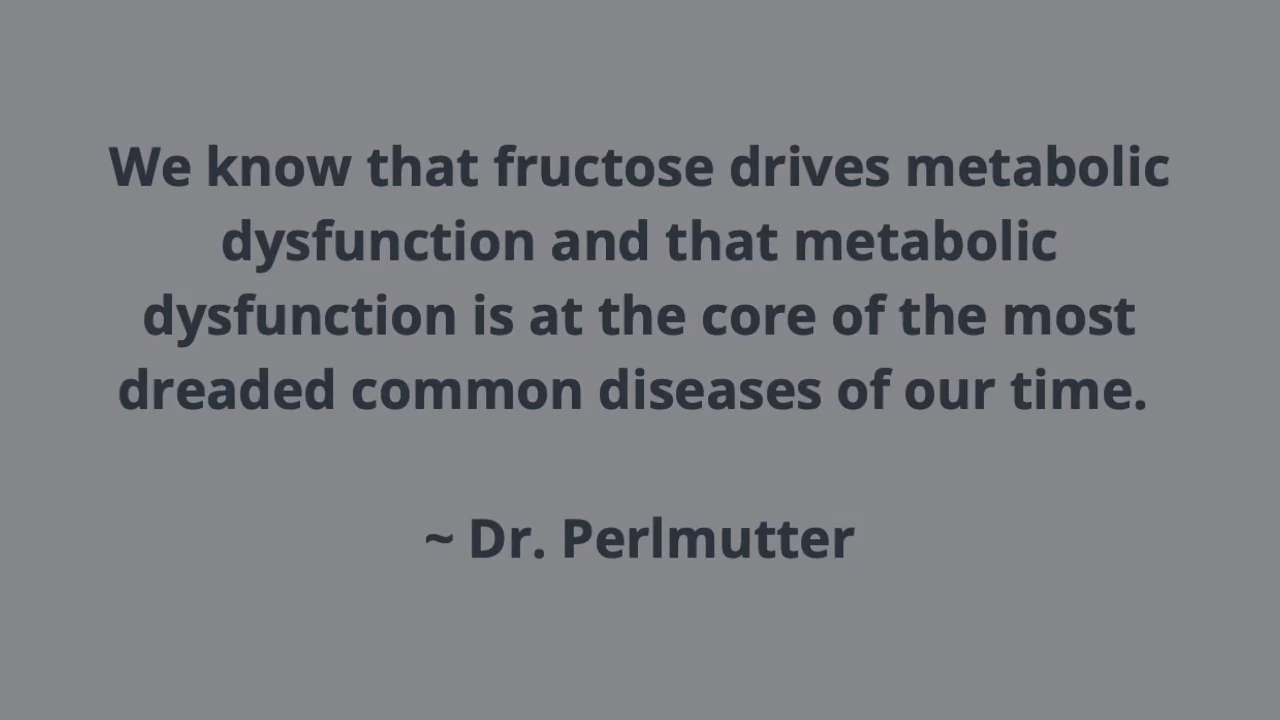 We know that fructose drives metabolic
dysfunction and that metabolic
dysfunction is at the core of the most
dreaded common diseases of our time.
~ Dr. Perlmutter